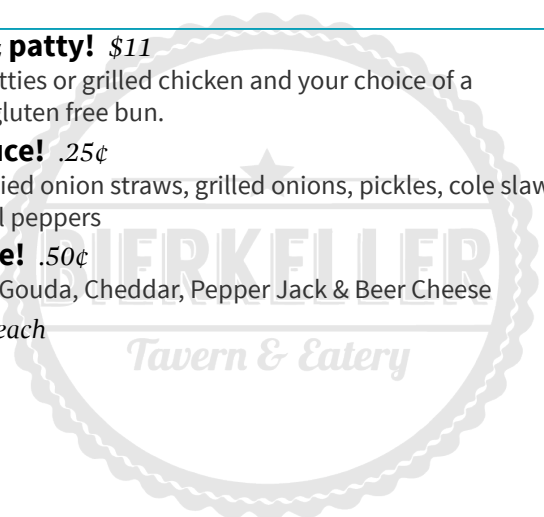 patty! $11
tties or grilled chicken and your choice of a
gluten free bun.
uce! .25¢
ied onion straws, grilled onions, pickles, cole slaw
l peppers
e! .50¢
Gouda, Cheddar, Pepper Jack & Beer Cheese
each
BIERKELLER
Tavern & Eatery